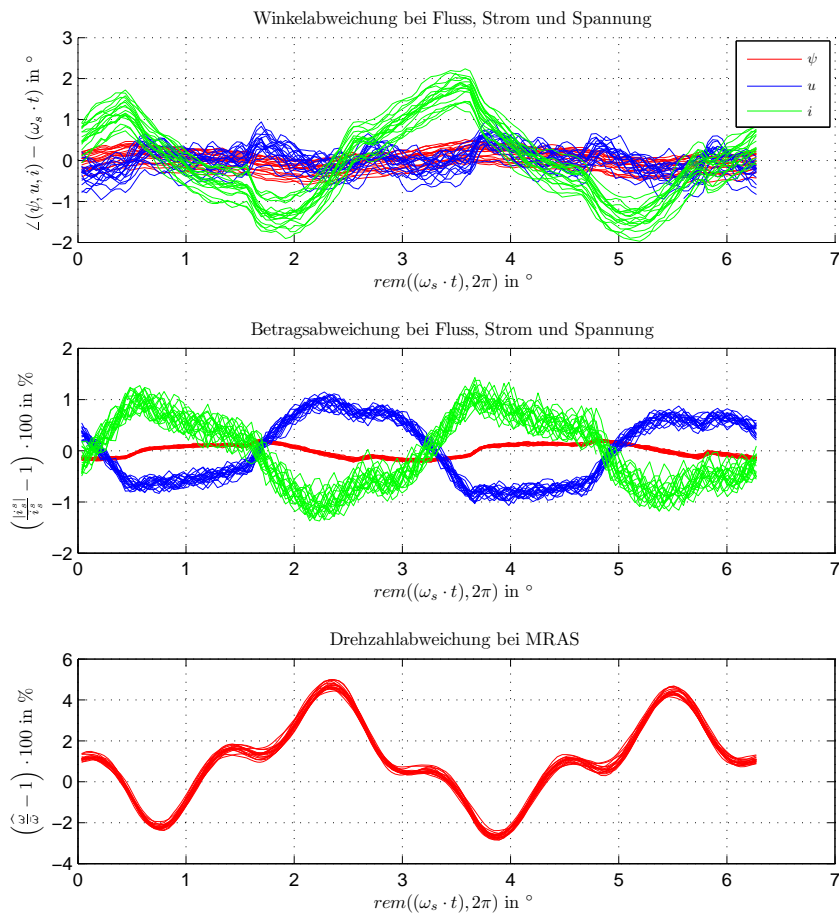 Winkelabweichung bei Fluss, Strom und Spannung
∠(ψ, u, i) − (ω_s · t) in °
3
2
1
0
−1
−2
ψ
u
i
0 1 2 3 4 5 6 7
rem((ω_s · t), 2π) in °
Betragsabweichung bei Fluss, Strom und Spannung
(|i_s^s| / i_s^s − 1) · 100 in %
2
1
0
−1
−2
0 1 2 3 4 5 6 7
rem((ω_s · t), 2π) in °
Drehzahlabweichung bei MRAS
(ω̂ / ω − 1) · 100 in %
6
4
2
0
−2
−4
0 1 2 3 4 5 6 7
rem((ω_s · t), 2π) in °